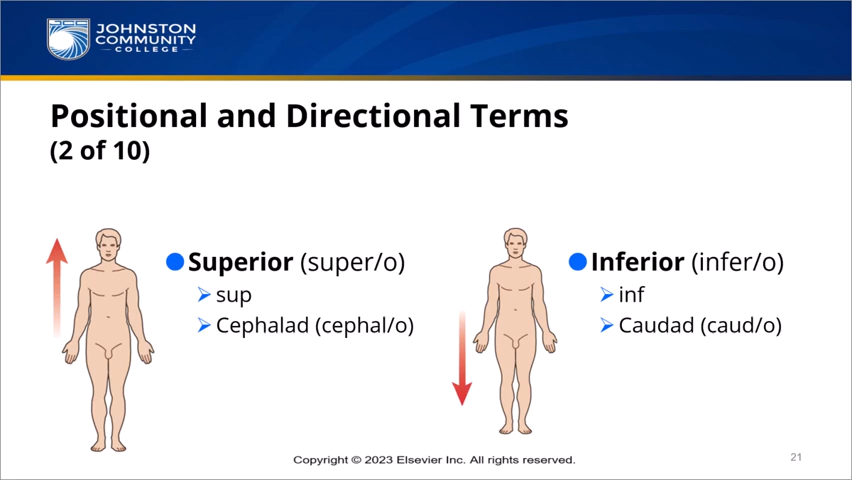 JOHNSTON
COMMUNITY
COLLEGE
Positional and Directional Terms
(2 of 10)
Superior (super/o)
sup
Cephalad (cephal/o)
Inferior (infer/o)
inf
Caudad (caud/o)
Copyright © 2023 Elsevier Inc. All rights reserved.
21